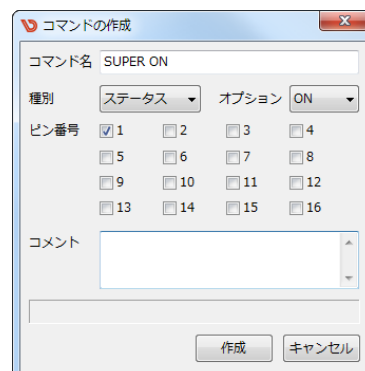 コマンドの作成
コマンド名 SUPER ON
種別 ステータス オプション ON
ピン番号 1 2 3 4
5 6 7 8
9 10 11 12
13 14 15 16
コメント
作成 キャンセル